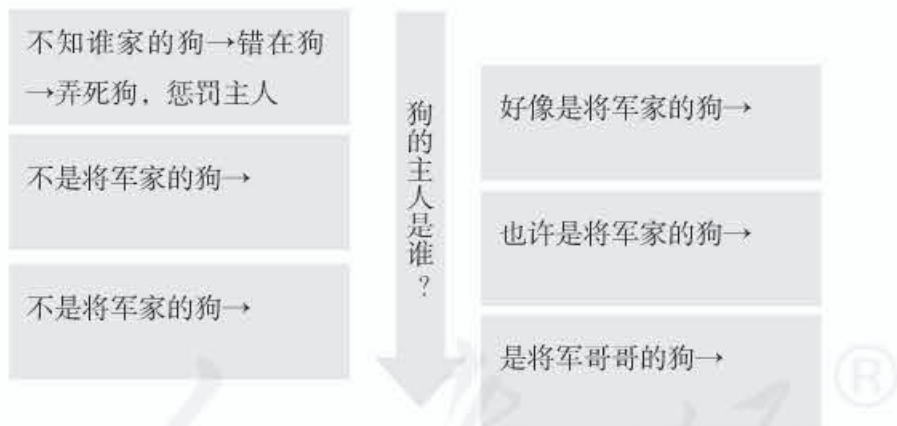 不知谁家的狗→错在狗
→弄死狗，惩罚主人
好像是将军家的狗→
不是将军家的狗→
也许是将军家的狗→
不是将军家的狗→
是将军哥哥的狗→
狗的主人是谁？
®